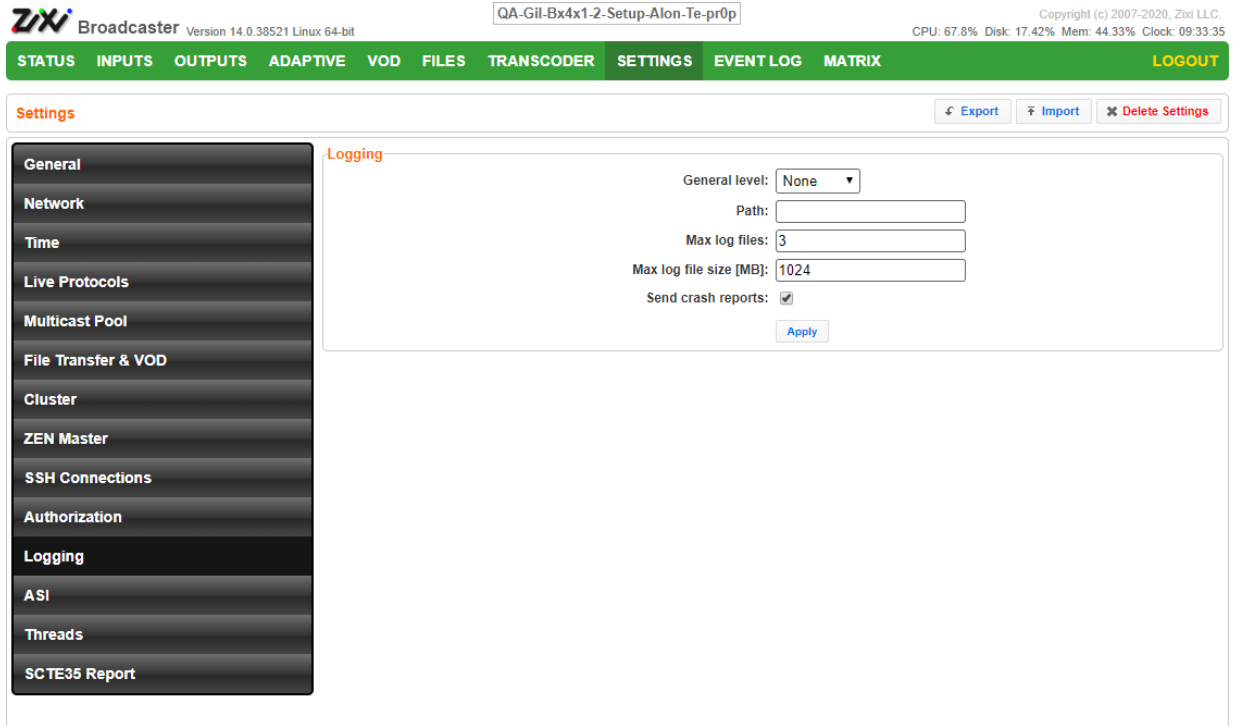 ZiXi Broadcaster Version 14.0.38521 Linux 64-bit
QA-Gil-Bx4x1-2-Setup-Alon-Te-pr0p
Copyright (c) 2007-2020, Zixi LLC.
CPU: 67.8% Disk: 17.42% Mem: 44.33% Clock: 09:33:35
STATUS INPUTS OUTPUTS ADAPTIVE VOD FILES TRANSCODER SETTINGS EVENT LOG MATRIX LOGOUT
Settings
Export Import Delete Settings
General
Network
Time
Live Protocols
Multicast Pool
File Transfer & VOD
Cluster
ZEN Master
SSH Connections
Authorization
Logging
ASI
Threads
SCTE35 Report
Logging
General level: None
Path:
Max log files: 3
Max log file size [MB]: 1024
Send crash reports:
Apply